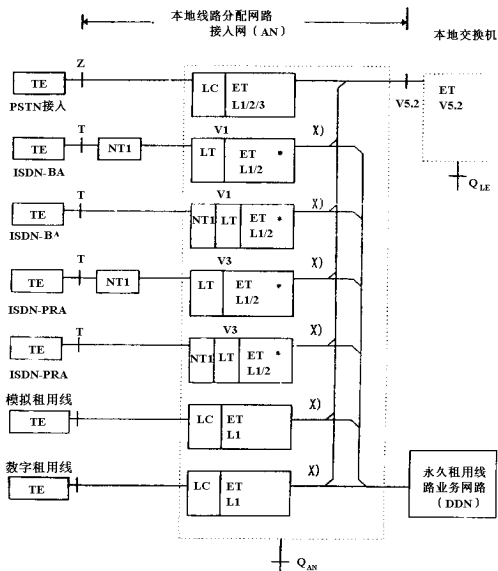 本地线路分配网路
接入网（AN）
本地交换机
TE
Z
LC
ET
L1/2/3
V5.2
ET
V5.2
PSTN接入
V1
X)
TE
T
NT1
LT
ET *
L1/2
ISDN-BA
Q LE
V1
X)
TE
T
NT1
LT
ET *
L1/2
ISDN-BA
V3
X)
TE
T
NT1
LT
ET *
L1/2
ISDN-PRA
V3
X)
TE
T
NT1
LT
ET *
L1/2
ISDN-PRA
模拟租用线
X)
TE
LC
ET
L1
数字租用线
X)
TE
LC
ET
L1
永久租用线
路业务网路
（DDN）
Q AN